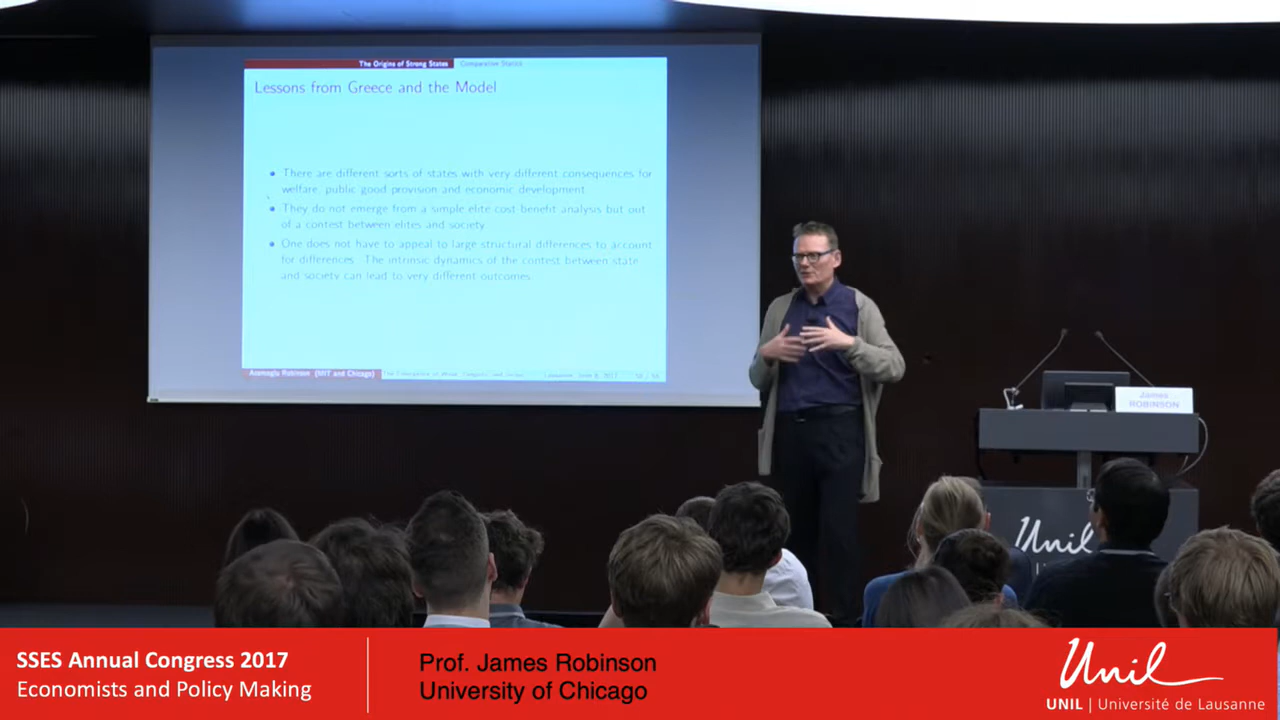 The Origins of Strong States
Comparative Statics
Lessons from Greece and the Model
There are different sorts of states with very different consequences for
welfare, public good provision and economic development
They do not emerge from a simple elite cost benefit analysis but out
of a contest between elites and society
One does not have to appeal to large structural differences to account
for differences. The intrinsic dynamics of the contest between state
and society can lead to very different outcomes
Acemoglu Robinson (MIT and Chicago)
James
ROBINSON
Unil
SSES Annual Congress 2017
Economists and Policy Making
Prof. James Robinson
University of Chicago
Unil
UNIL | Université de Lausanne